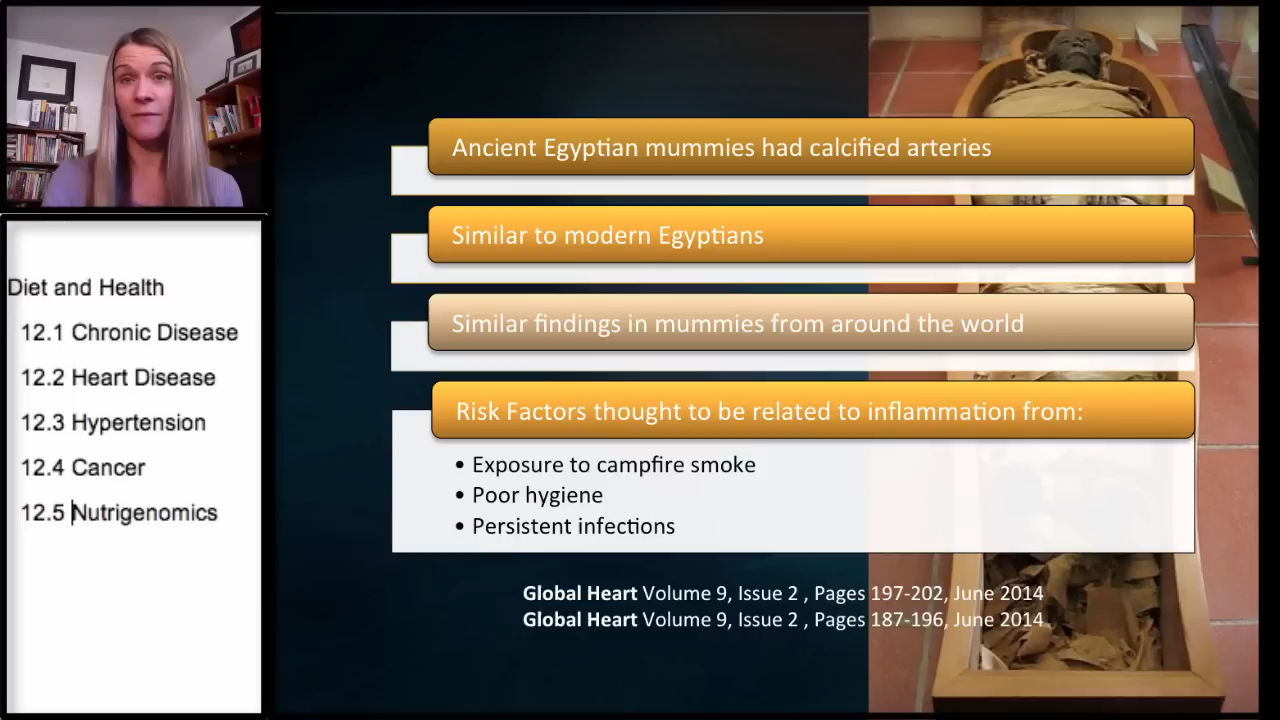 Diet and Health
12.1 Chronic Disease
12.2 Heart Disease
12.3 Hypertension
12.4 Cancer
12.5 Nutrigenomics
Ancient Egyptian mummies had calcified arteries
Similar to modern Egyptians
Similar findings in mummies from around the world
Risk Factors thought to be related to inflammation from:
• Exposure to campfire smoke
• Poor hygiene
• Persistent infections
Global Heart Volume 9, Issue 2 , Pages 197-202, June 2014
Global Heart Volume 9, Issue 2 , Pages 187-196, June 2014